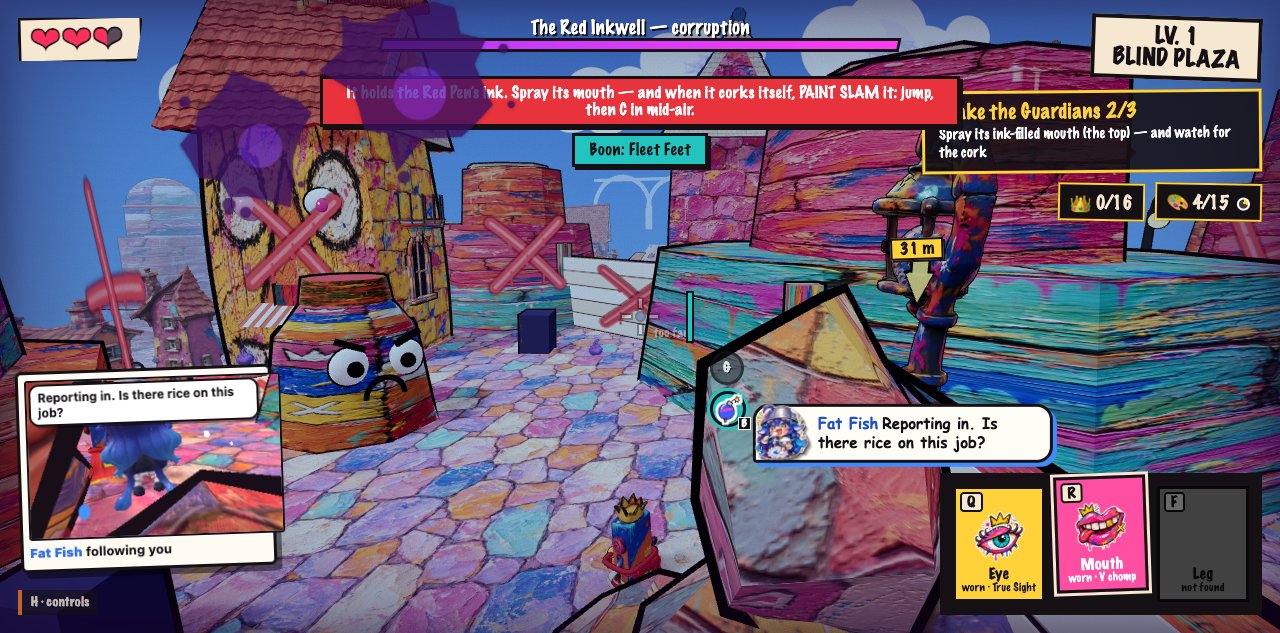 The Red Inkwell — corruption
LV. 1
BLIND PLAZA
It holds the Red Pen's ink. Spray its mouth — and when it corks itself, PAINT SLAM it: jump,
then C in mid-air.
Boon: Fleet Feet
ake the Guardians 2/3
Spray its ink-filled mouth (the top) — and watch for
the cork
0/16
4/15
31 m
too fa
Reporting in. Is there rice on this
job?
Fat Fish following you
H · controls
G
Fat Fish Reporting in. Is
there rice on this job?
Q
Eye
worn · True Sight
R
Mouth
worn · V chomp
F
Leg
not found